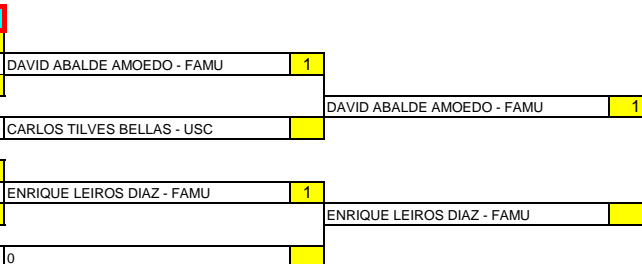 DAVID ABALDE AMOEDO - FAMU 1
DAVID ABALDE AMOEDO - FAMU 1
CARLOS TILVES BELLAS - USC
ENRIQUE LEIROS DIAZ - FAMU 1
ENRIQUE LEIROS DIAZ - FAMU
0